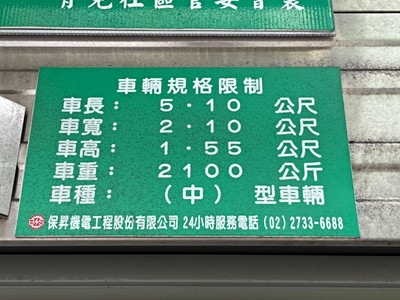 車輛規格限制
車長： 5．10 公尺
車寬： 2．10 公尺
車高： 1．55 公尺
車重： 2100 公斤
車種： （中） 型車輛
保昇機電工程股份有限公司 24小時服務電話 (02) 2733-6688